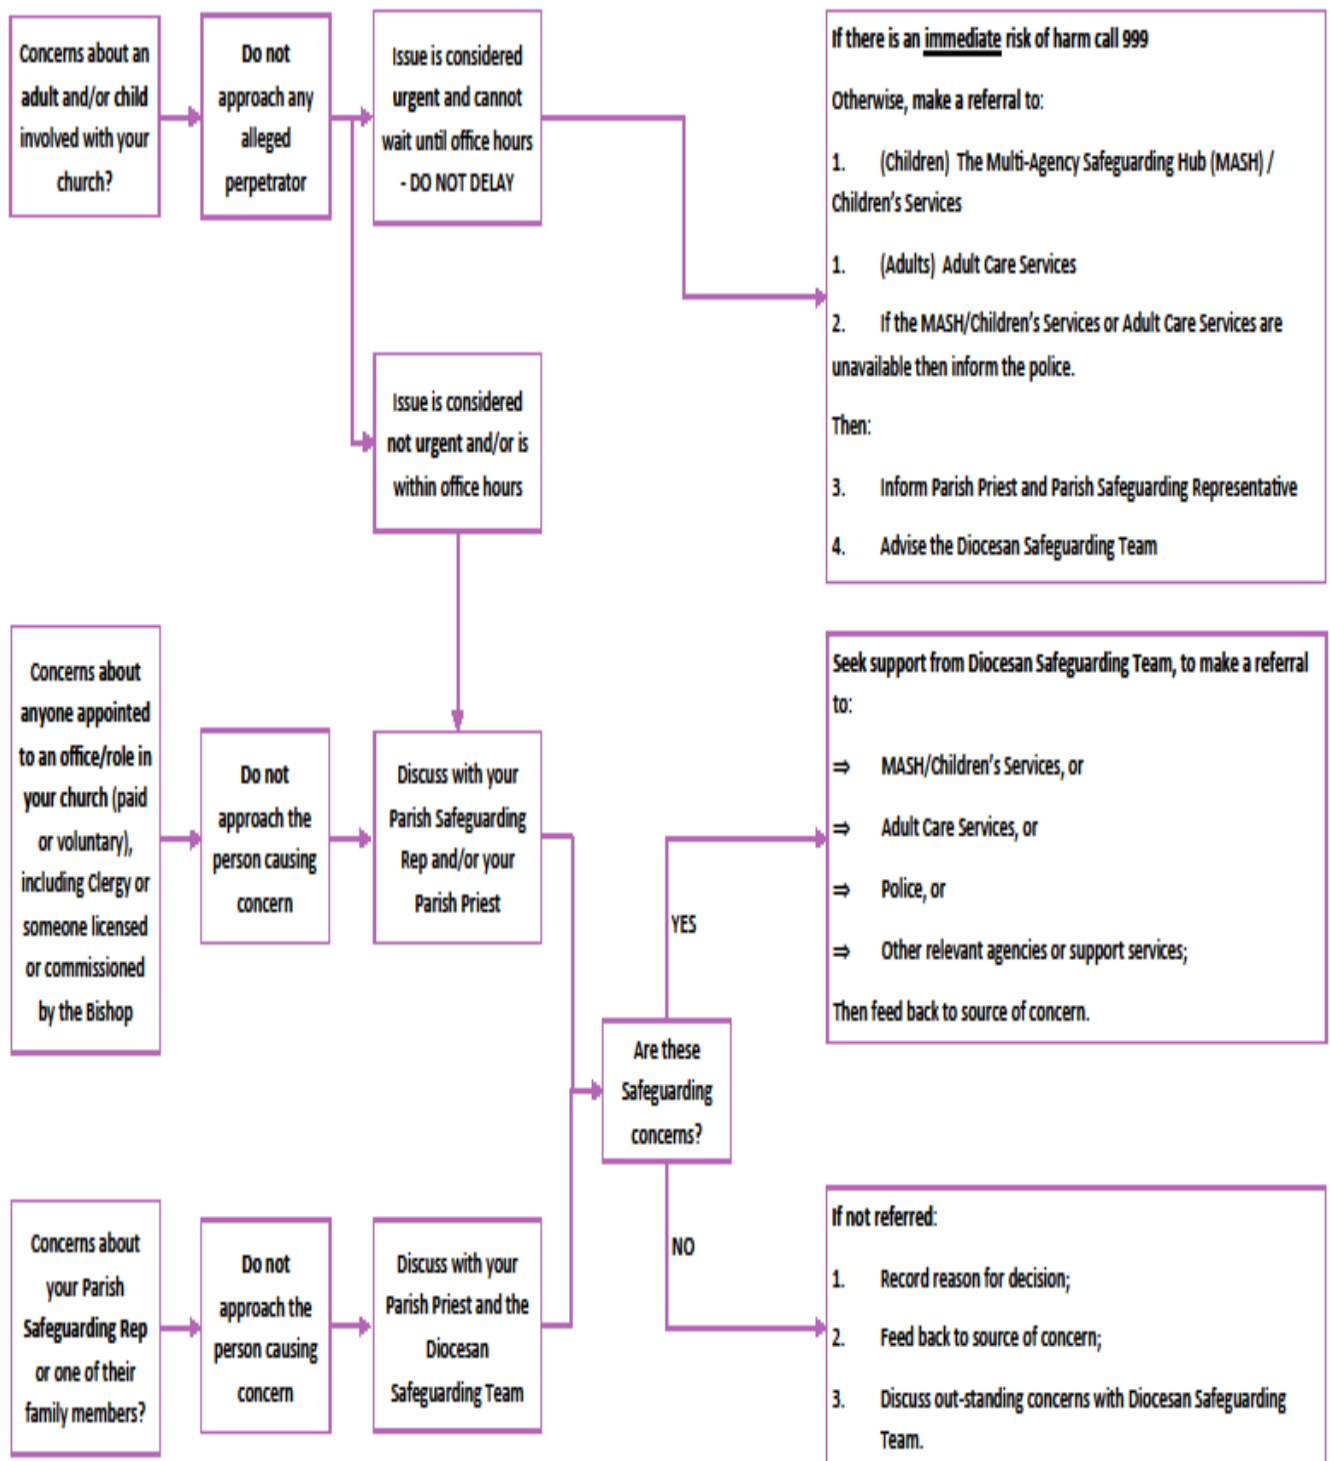 Concerns about an
adult and/or child
involved with your
church?
Do not
approach any
alleged
perpetrator
Issue is considered
urgent and cannot
wait until office hours
- DO NOT DELAY
If there is an immediate risk of harm call 999
Otherwise, make a referral to:
1. (Children) The Multi-Agency Safeguarding Hub (MASH) /
Children's Services
1. (Adults) Adult Care Services
2. If the MASH/Children's Services or Adult Care Services are
unavailable then inform the police.
Then:
3. Inform Parish Priest and Parish Safeguarding Representative
4. Advise the Diocesan Safeguarding Team
Issue is considered
not urgent and/or is
within office hours
Concerns about
anyone appointed
to an office/role in
your church (paid
or voluntary),
including Clergy or
someone licensed
or commissioned
by the Bishop
Do not
approach the
person causing
concern
Discuss with your
Parish Safeguarding
Rep and/or your
Parish Priest
Are these
Safeguarding
concerns?
YES
Seek support from Diocesan Safeguarding Team, to make a referral
to:
⇒ MASH/Children's Services, or
⇒ Adult Care Services, or
⇒ Police, or
⇒ Other relevant agencies or support services;
Then feed back to source of concern.
Concerns about
your Parish
Safeguarding Rep
or one of their
family members?
Do not
approach the
person causing
concern
Discuss with your
Parish Priest and the
Diocesan
Safeguarding Team
NO
If not referred:
1. Record reason for decision;
2. Feed back to source of concern;
3. Discuss out-standing concerns with Diocesan Safeguarding
Team.